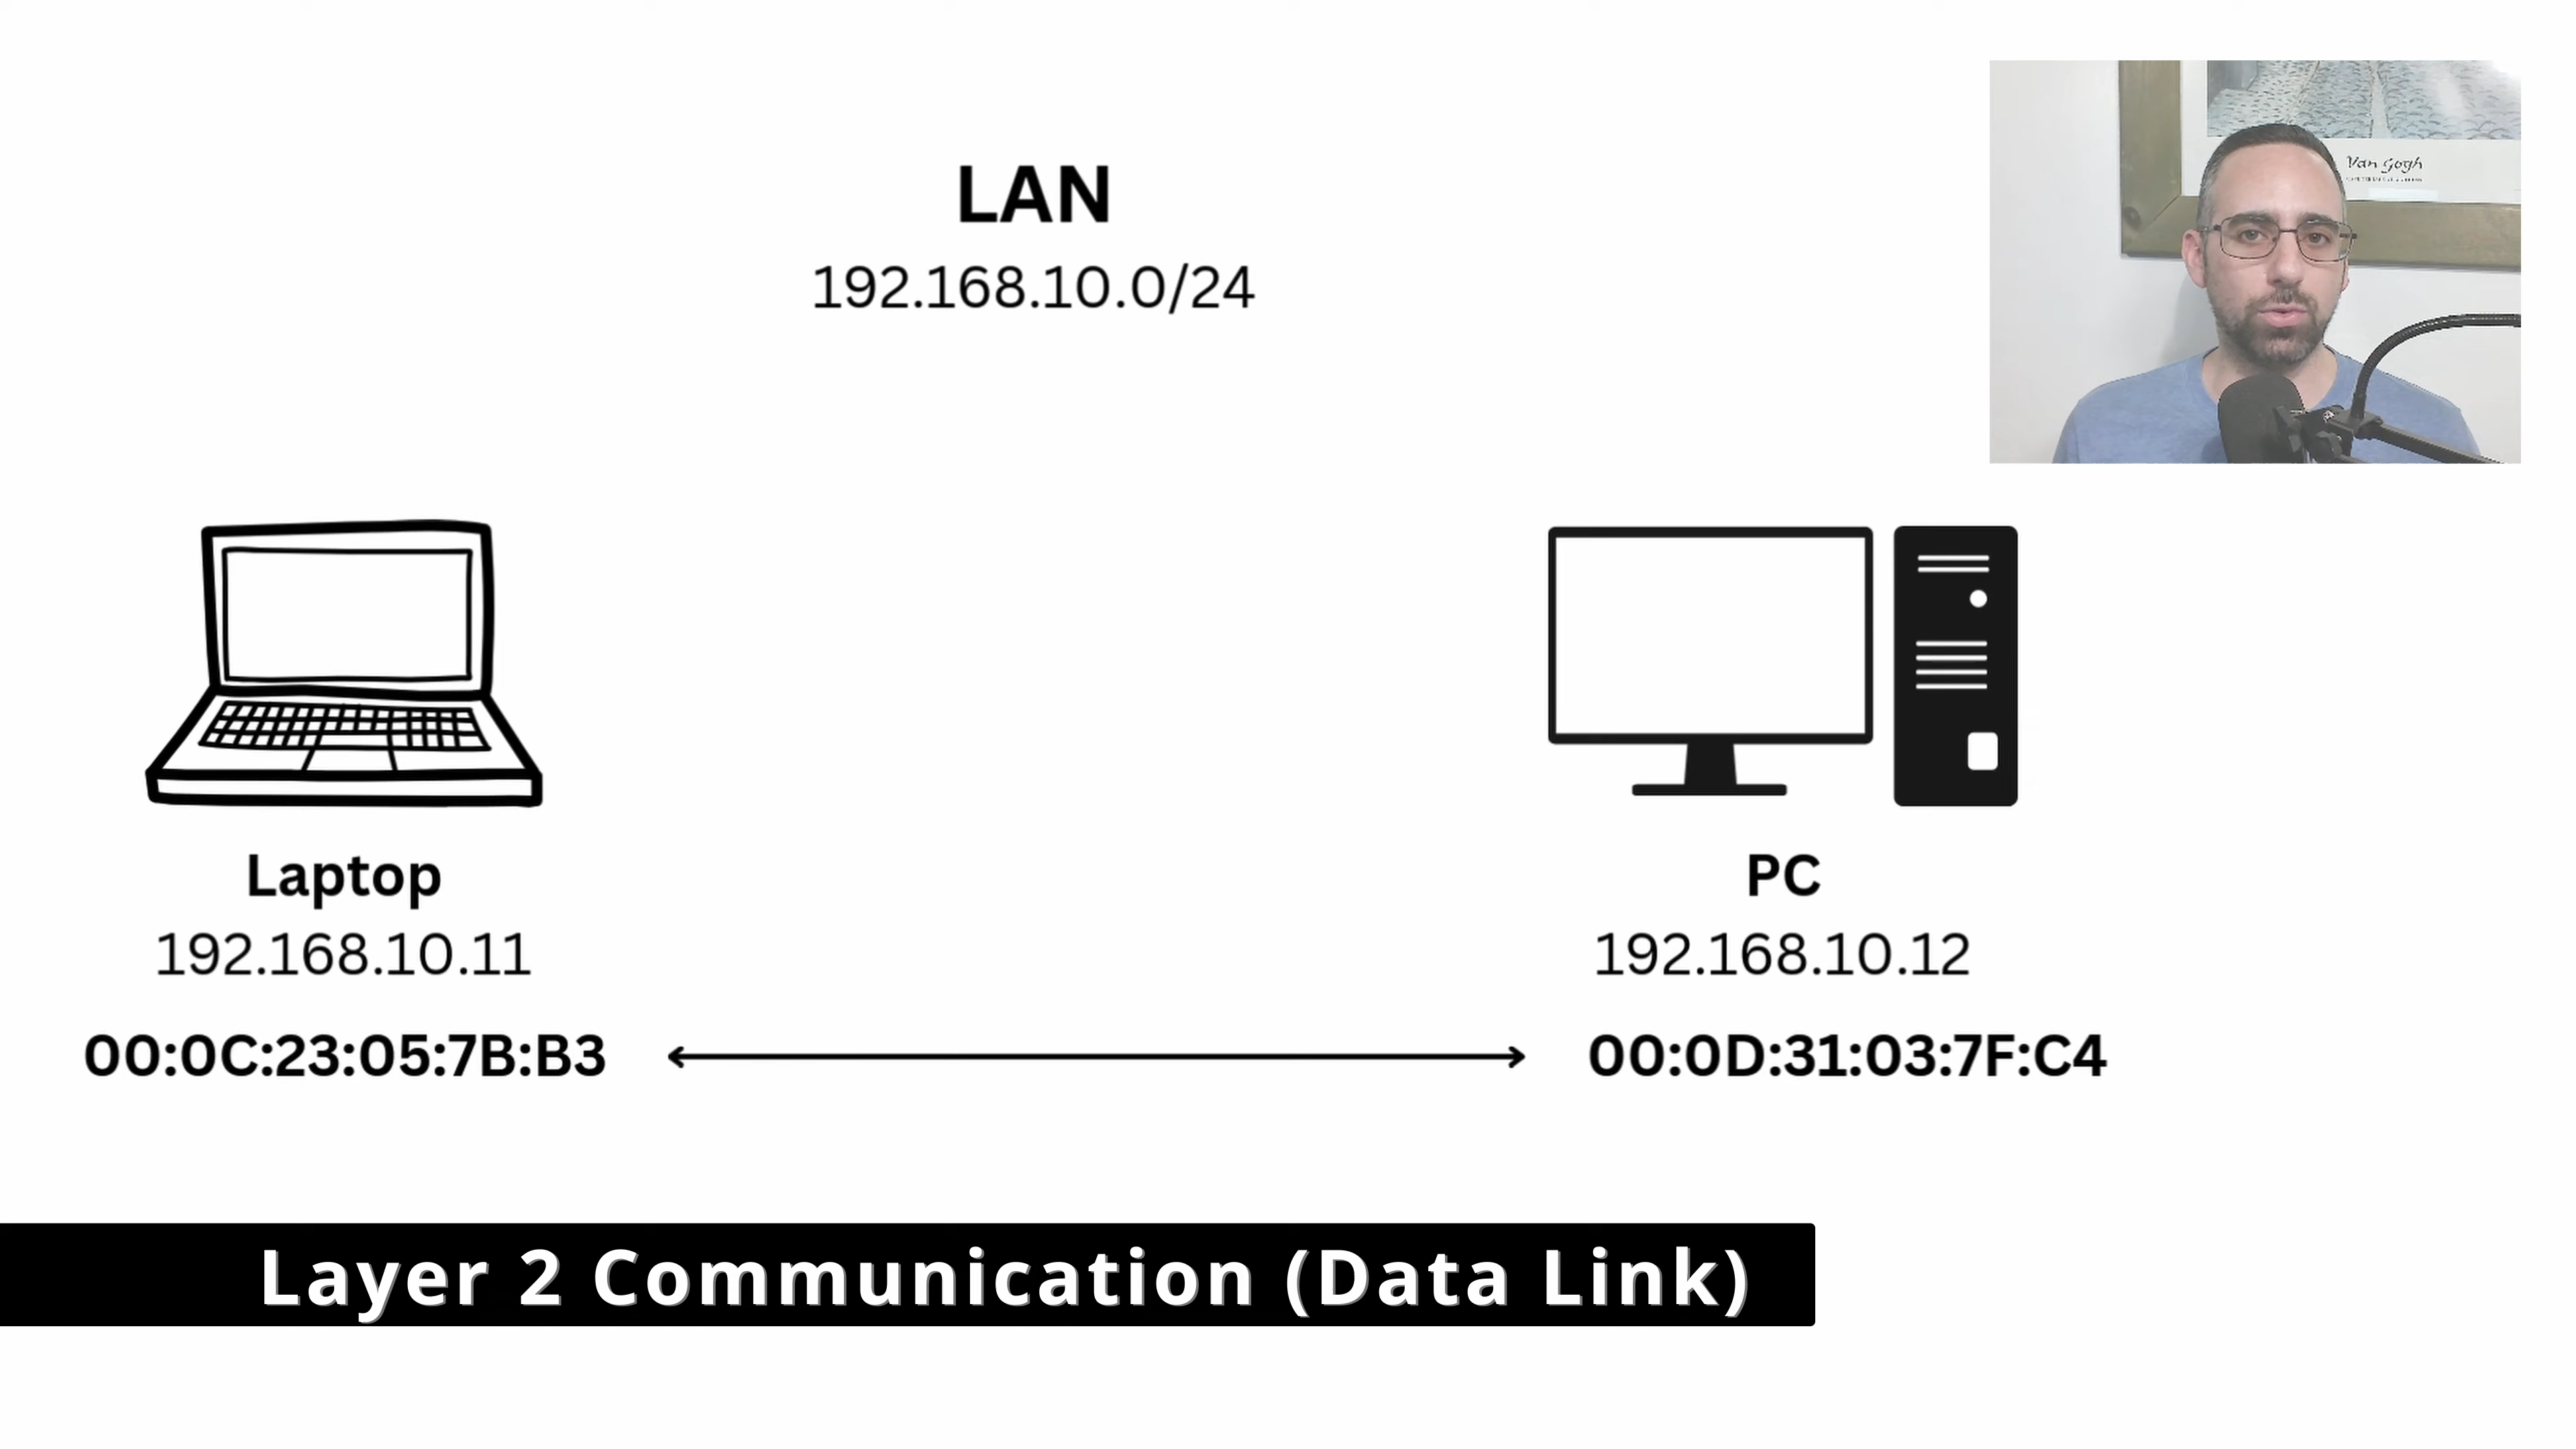 LAN
192.168.10.0/24
Van Gogh
Laptop
192.168.10.11
00:0C:23:05:7B:B3
PC
192.168.10.12
00:0D:31:03:7F:C4
Layer 2 Communication (Data Link)